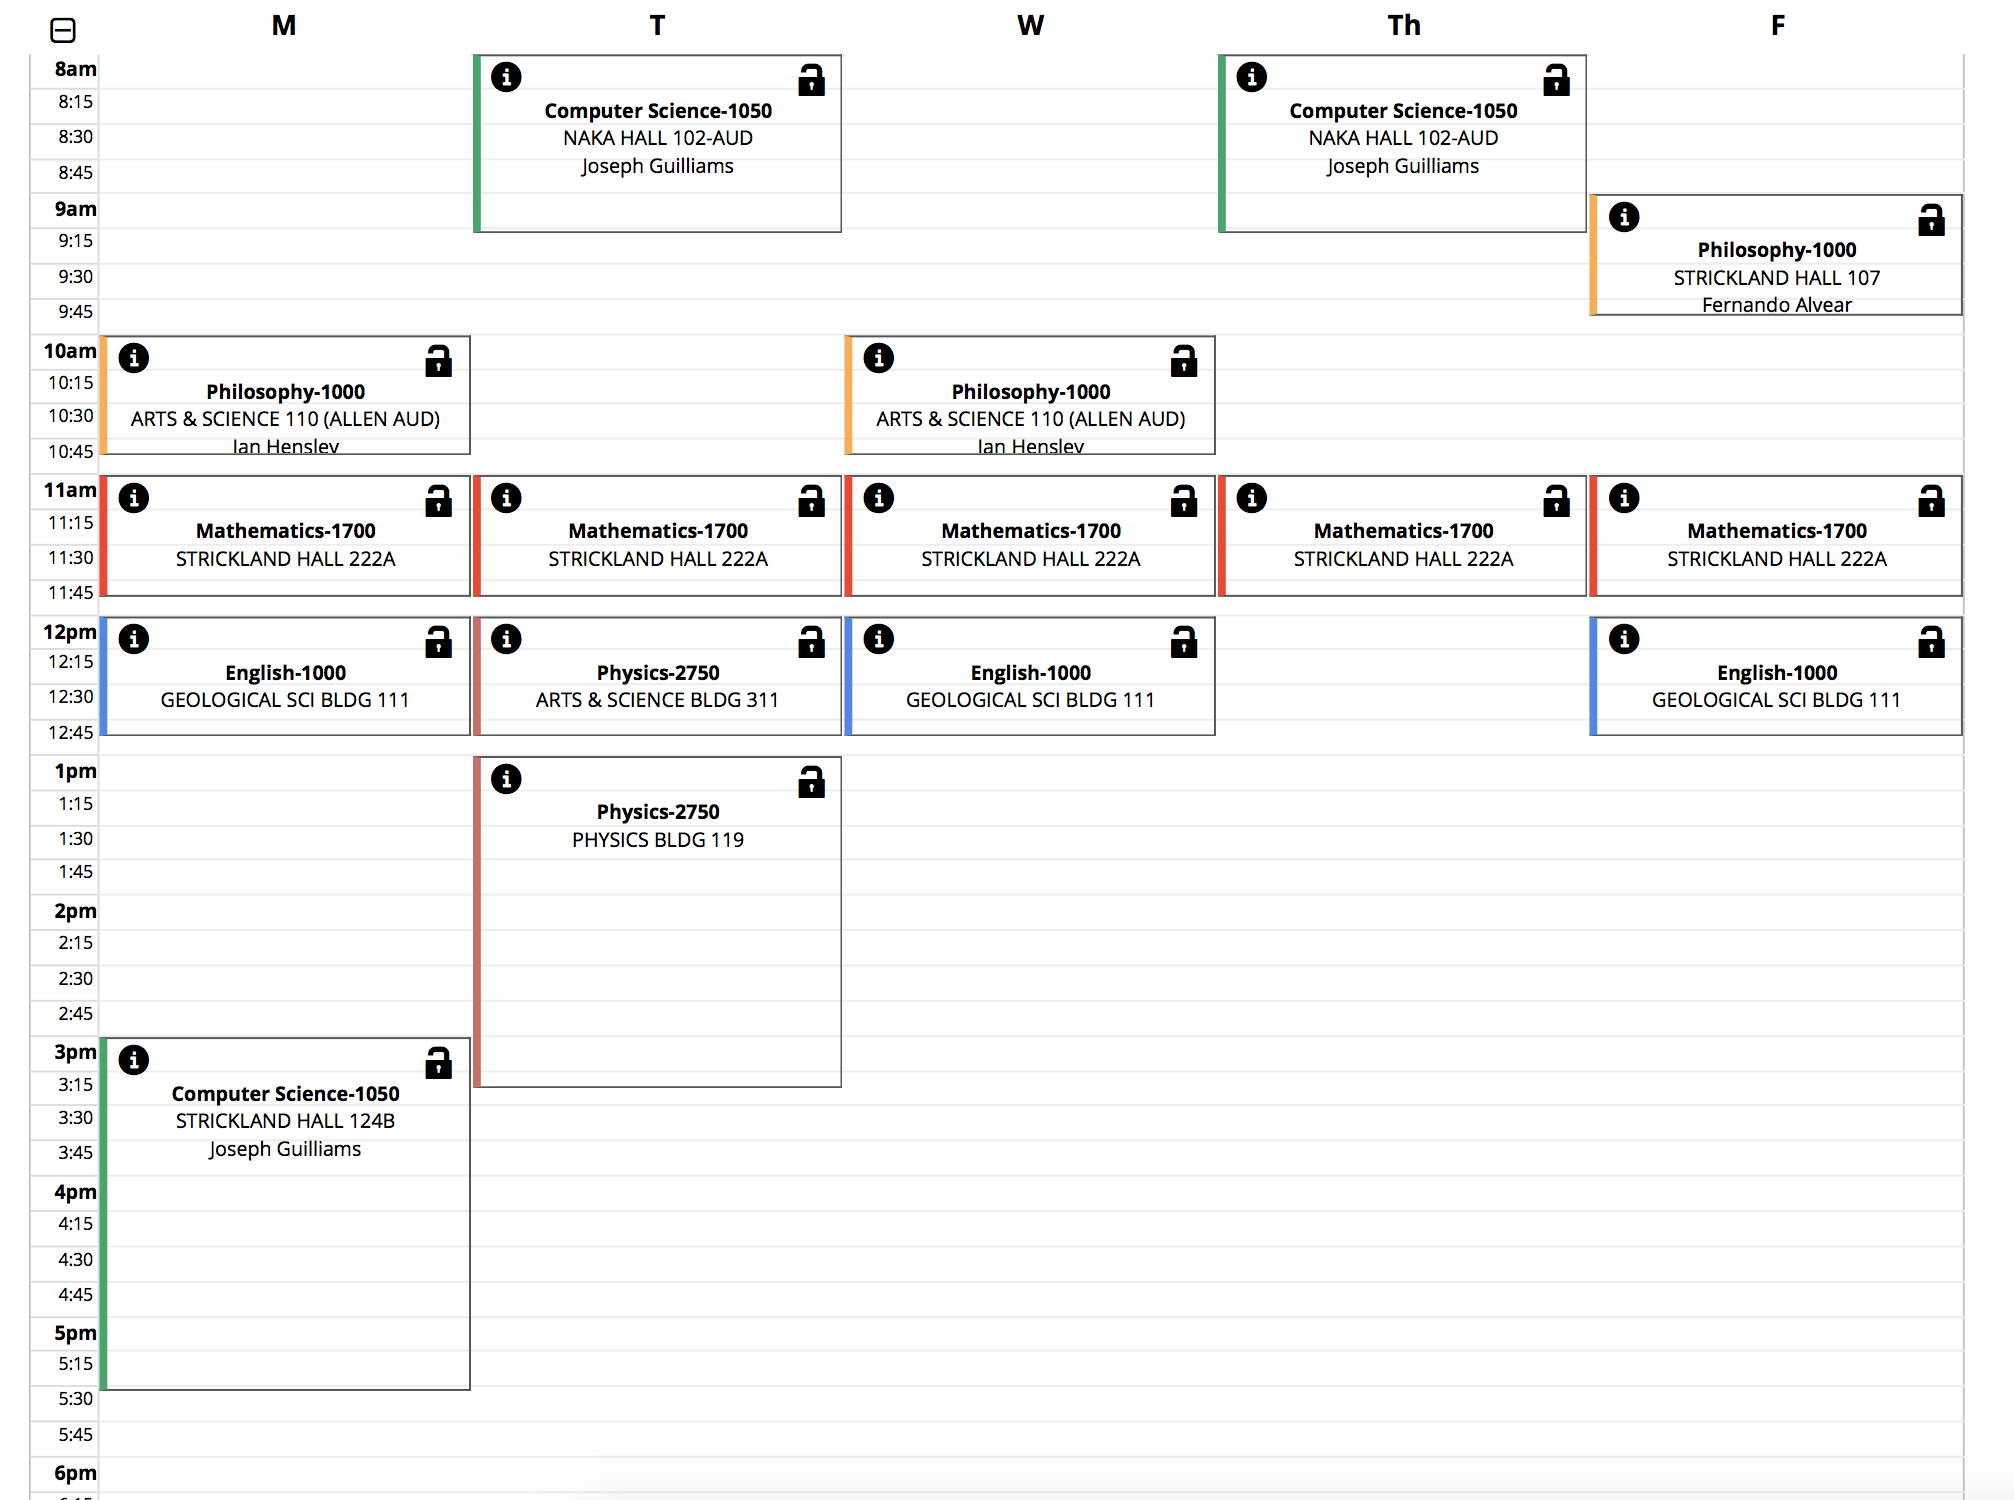 M T W Th F
8am
8:15
8:30
8:45
9am
9:15
9:30
9:45
10am
10:15
10:30
10:45
11am
11:15
11:30
11:45
12pm
12:15
12:30
12:45
1pm
1:15
1:30
1:45
2pm
2:15
2:30
2:45
3pm
3:15
3:30
3:45
4pm
4:15
4:30
4:45
5pm
5:15
5:30
5:45
6pm
Philosophy-1000
ARTS & SCIENCE 110 (ALLEN AUD)
Ian Hensley
Mathematics-1700
STRICKLAND HALL 222A
English-1000
GEOLOGICAL SCI BLDG 111
Computer Science-1050
STRICKLAND HALL 124B
Joseph Guilliams
Computer Science-1050
NAKA HALL 102-AUD
Joseph Guilliams
Mathematics-1700
STRICKLAND HALL 222A
Physics-2750
ARTS & SCIENCE BLDG 311
Physics-2750
PHYSICS BLDG 119
Philosophy-1000
ARTS & SCIENCE 110 (ALLEN AUD)
Ian Hensley
Mathematics-1700
STRICKLAND HALL 222A
English-1000
GEOLOGICAL SCI BLDG 111
Computer Science-1050
NAKA HALL 102-AUD
Joseph Guilliams
Mathematics-1700
STRICKLAND HALL 222A
Philosophy-1000
STRICKLAND HALL 107
Fernando Alvear
Mathematics-1700
STRICKLAND HALL 222A
English-1000
GEOLOGICAL SCI BLDG 111